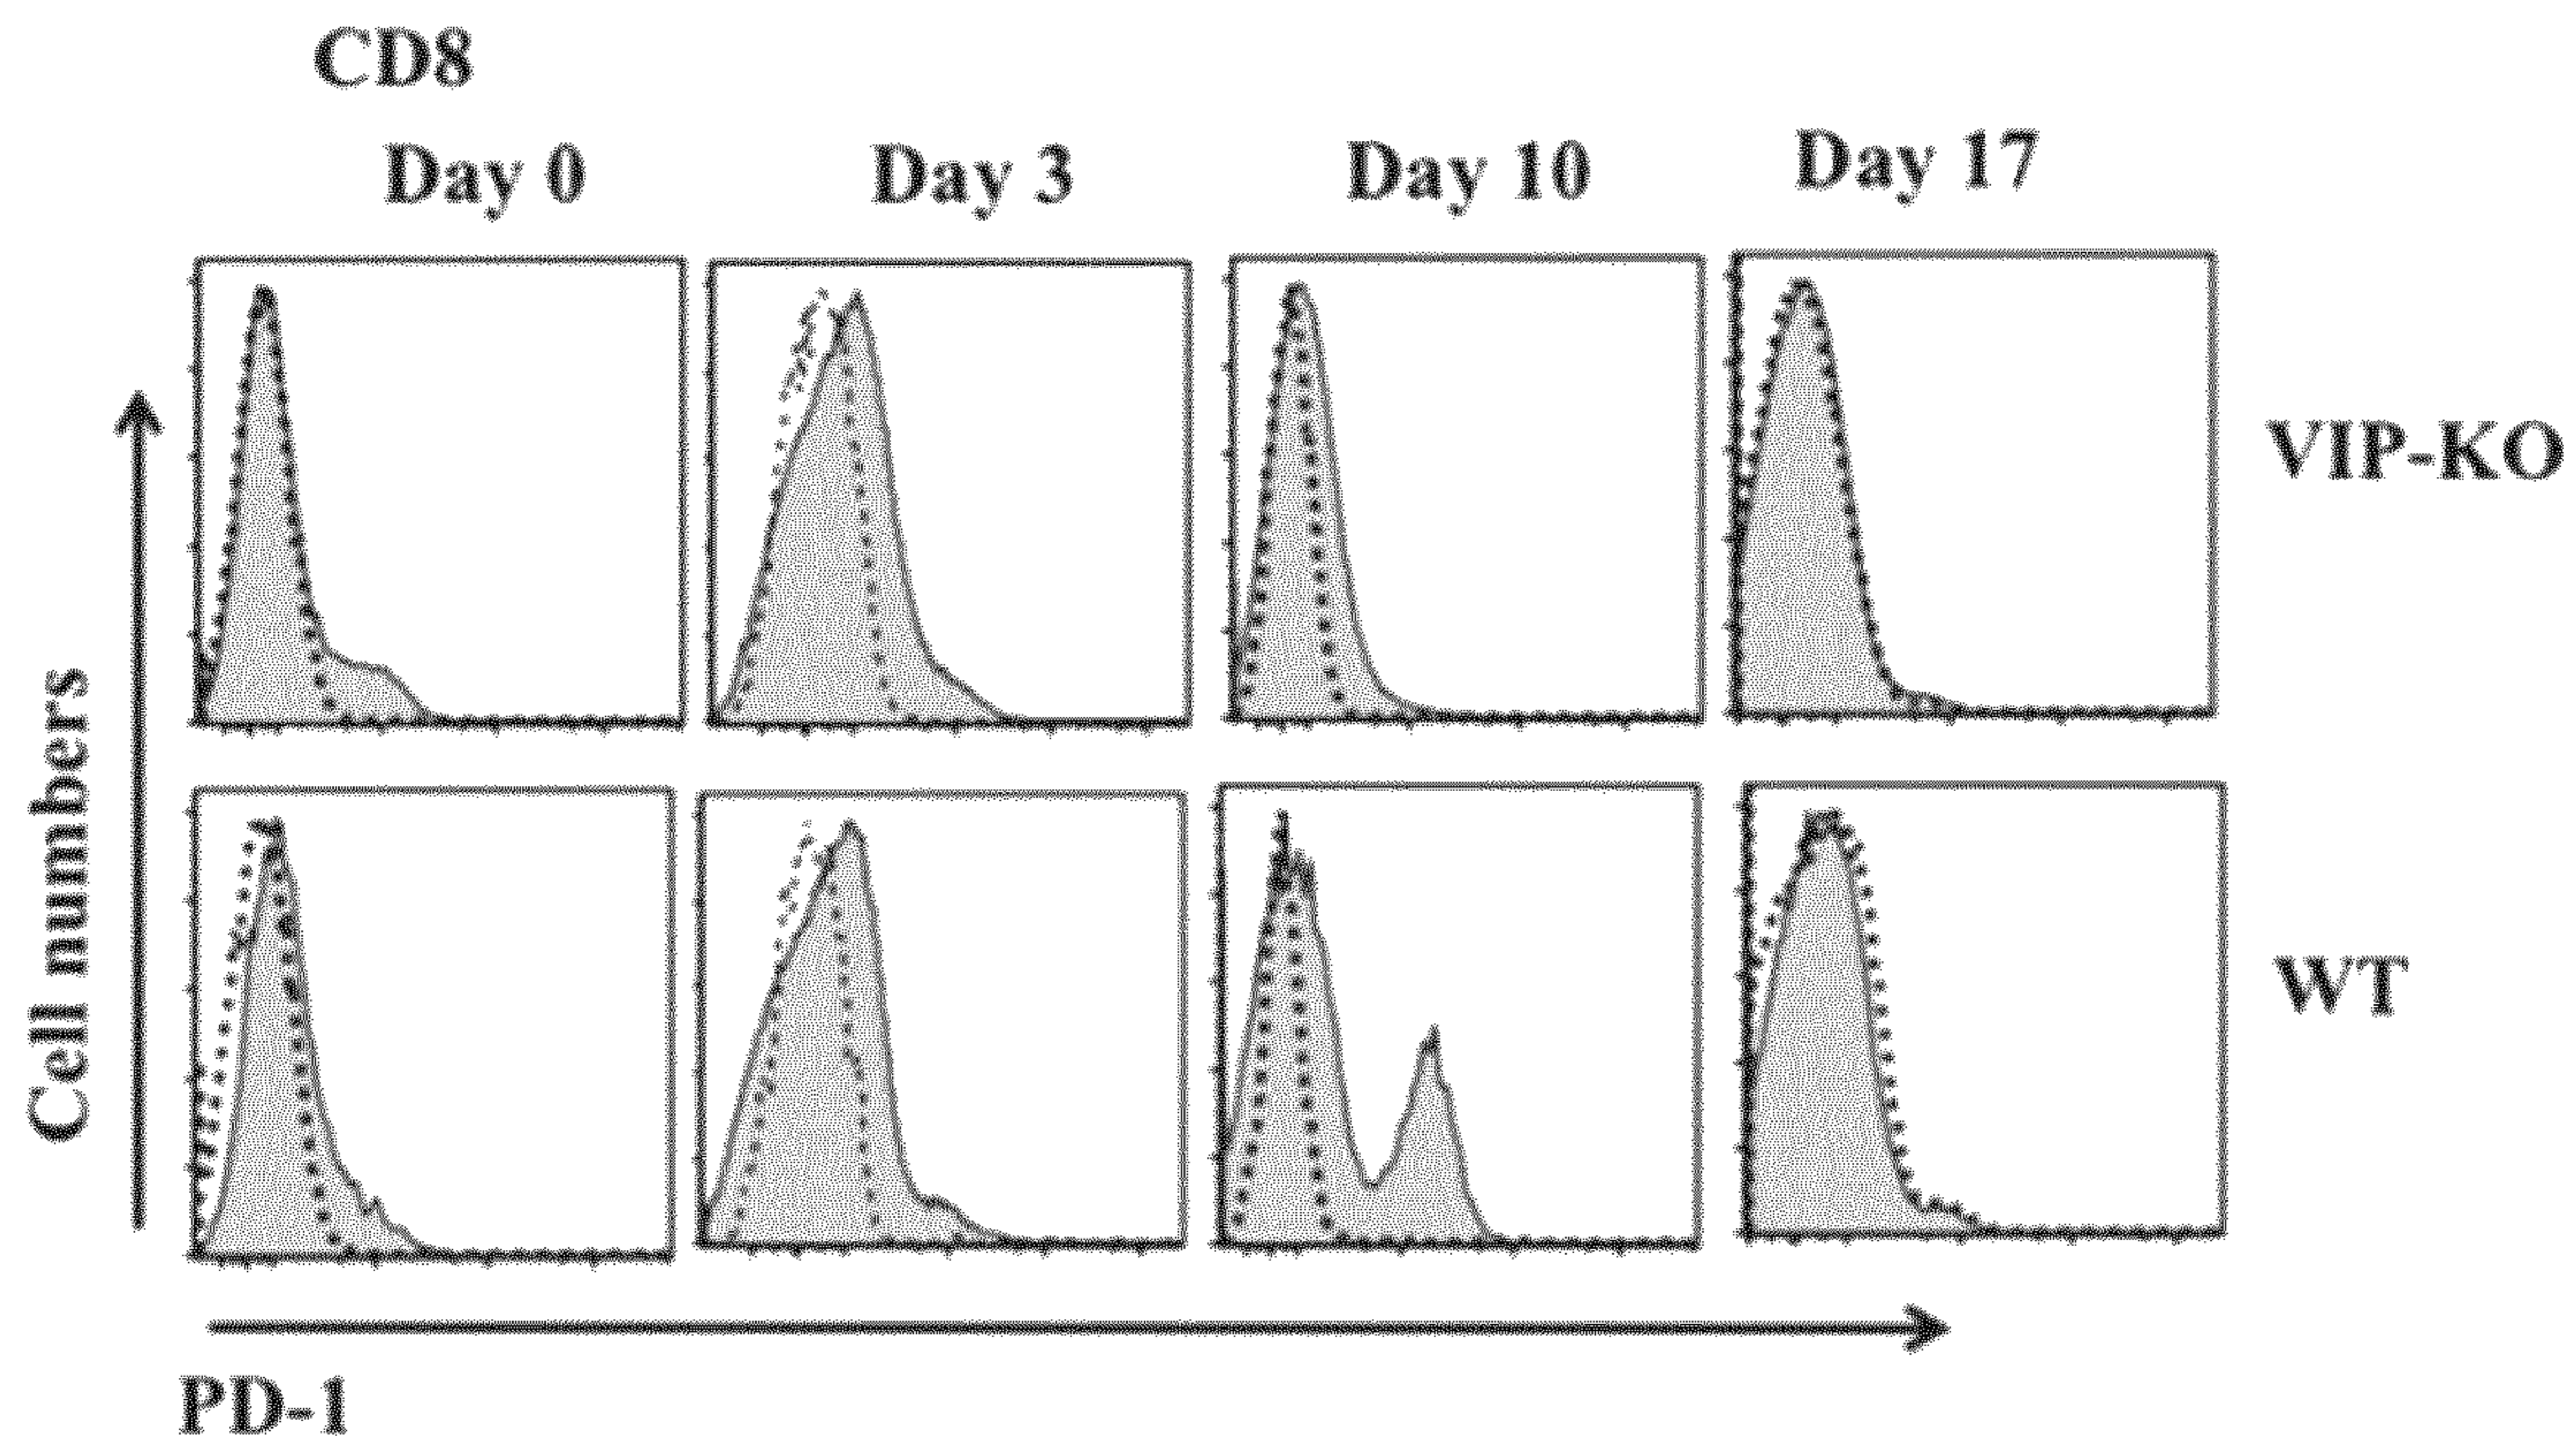 CD8
Day 0
Day 3
Day 10
Day 17
VIP-KO
WT
Cell numbers
PD-1